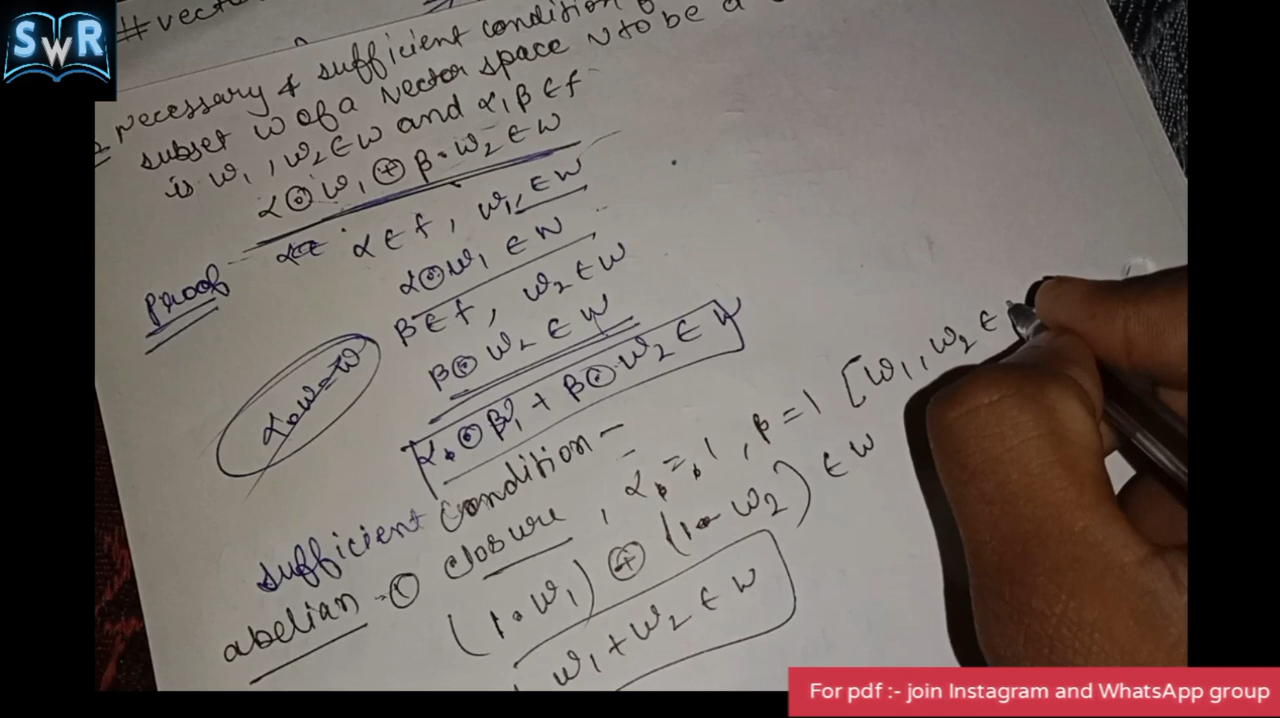 SWR
#vecto
Necessary & sufficient condition
subset W of a vector space V to be a
is w₁, w₂ ∈ W and α, β ∈ f
α ⊙ w₁ ⊕ β · w₂ ∈ W
Proof - α ∈ f, w₁ ∈ W
α ⊙ w₁ ∈ W
β ∈ f, w₂ ∈ W
β ⊙ w₂ ∈ W
α · w = w
α · ⊙ β₁ + β ⊙ · w₂ ∈ W
Sufficient Condition -
abelian - ① closure, α = 1, β = 1 [w₁, w₂ ∈
(1 · w₁) ⊕ (1 · w₂) ∈ W
w₁ + w₂ ∈ W
For pdf :- join Instagram and WhatsApp group